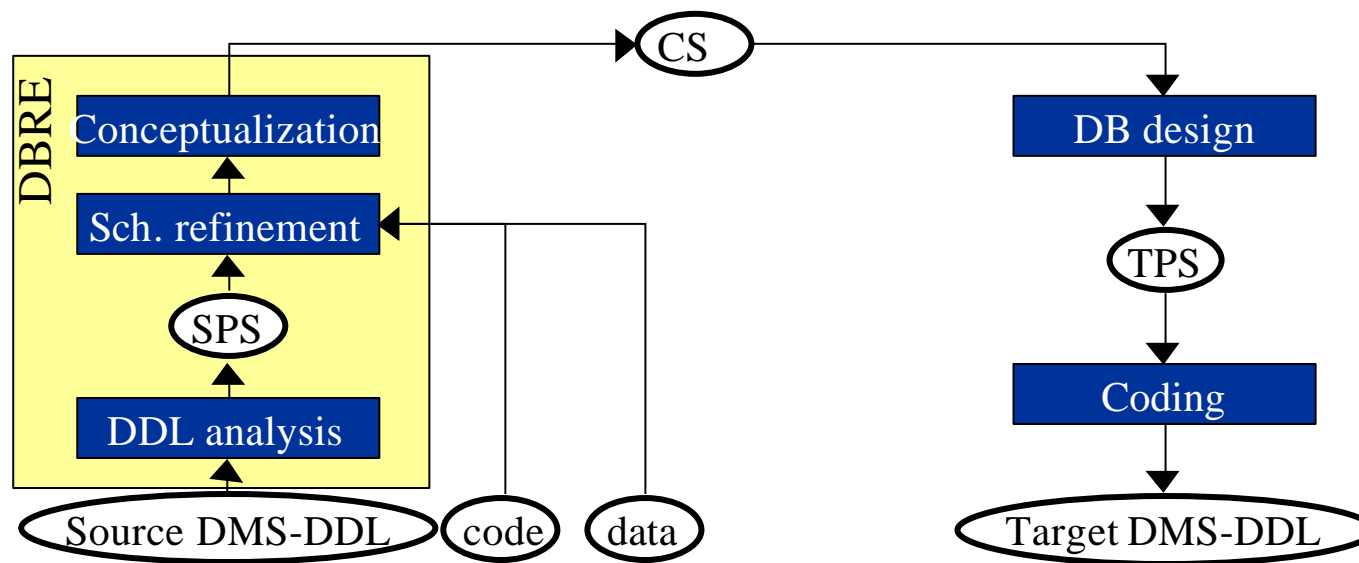 CS
DBRE
Conceptualization
DB design
Sch. refinement
TPS
SPS
Coding
DDL analysis
Source DMS-DDL
code
data
Target DMS-DDL